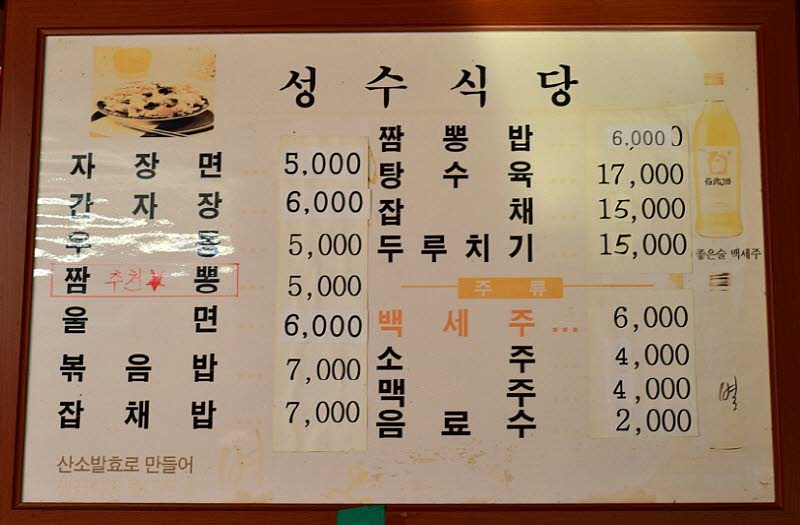 성수식당
자장면 5,000
간자장 6,000
우동 5,000
짬뽕 추천 5,000
울면 6,000
볶음밥 7,000
잡채밥 7,000
산소발효로 만들어
짬뽕밥 6,000
탕수육 17,000
잡채 15,000
두루치기 15,000
주류
백세주... 6,000
소주 4,000
맥주 4,000
음료수 2,000
좋은술 백세주
별